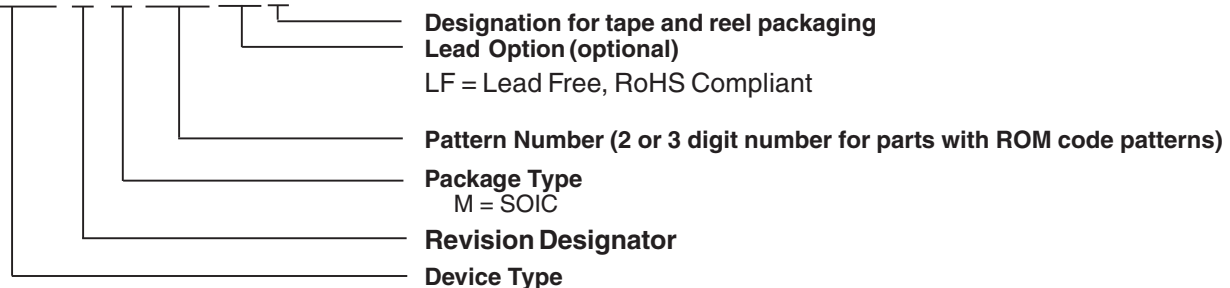 Designation for tape and reel packaging
Lead Option (optional)
LF = Lead Free, RoHS Compliant
Pattern Number (2 or 3 digit number for parts with ROM code patterns)
Package Type
M = SOIC
Revision Designator
Device Type